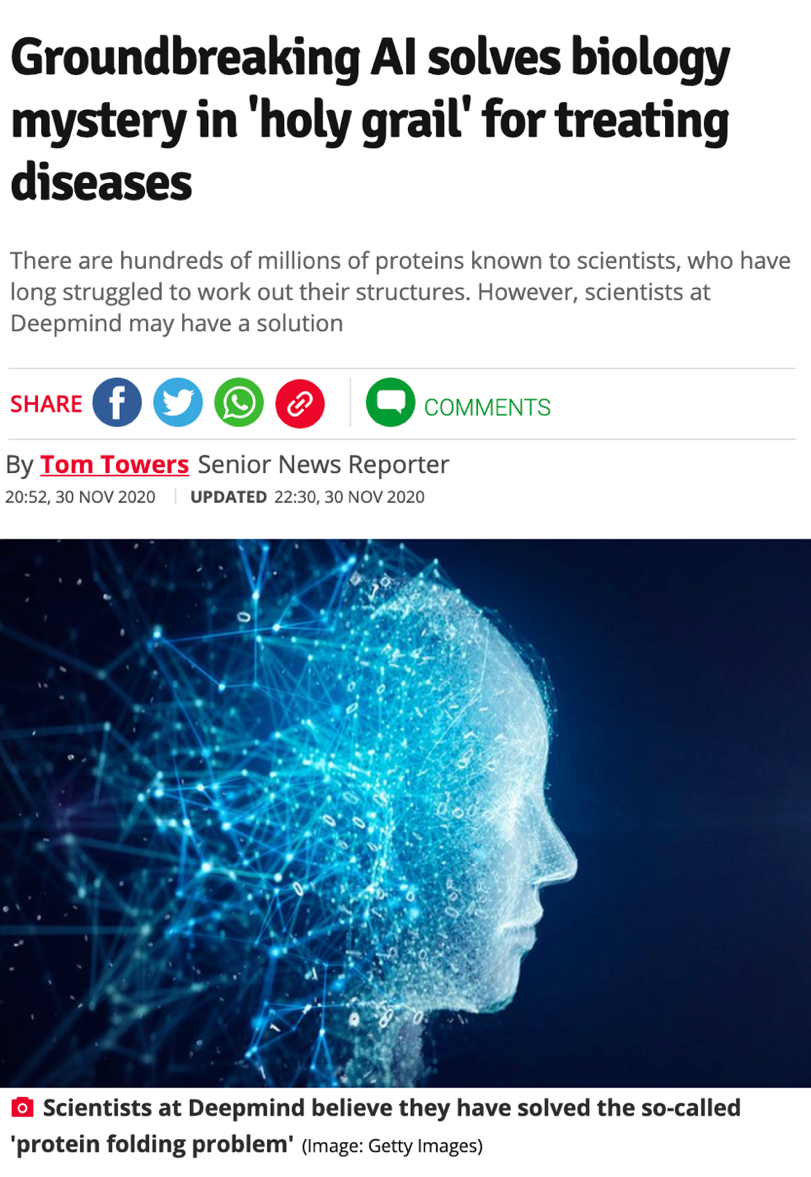 Groundbreaking AI solves biology
mystery in 'holy grail' for treating
diseases
There are hundreds of millions of proteins known to scientists, who have
long struggled to work out their structures. However, scientists at
Deepmind may have a solution
SHARE COMMENTS
By Tom Towers Senior News Reporter
20:52, 30 NOV 2020 UPDATED 22:30, 30 NOV 2020
Scientists at Deepmind believe they have solved the so-called
'protein folding problem' (Image: Getty Images)